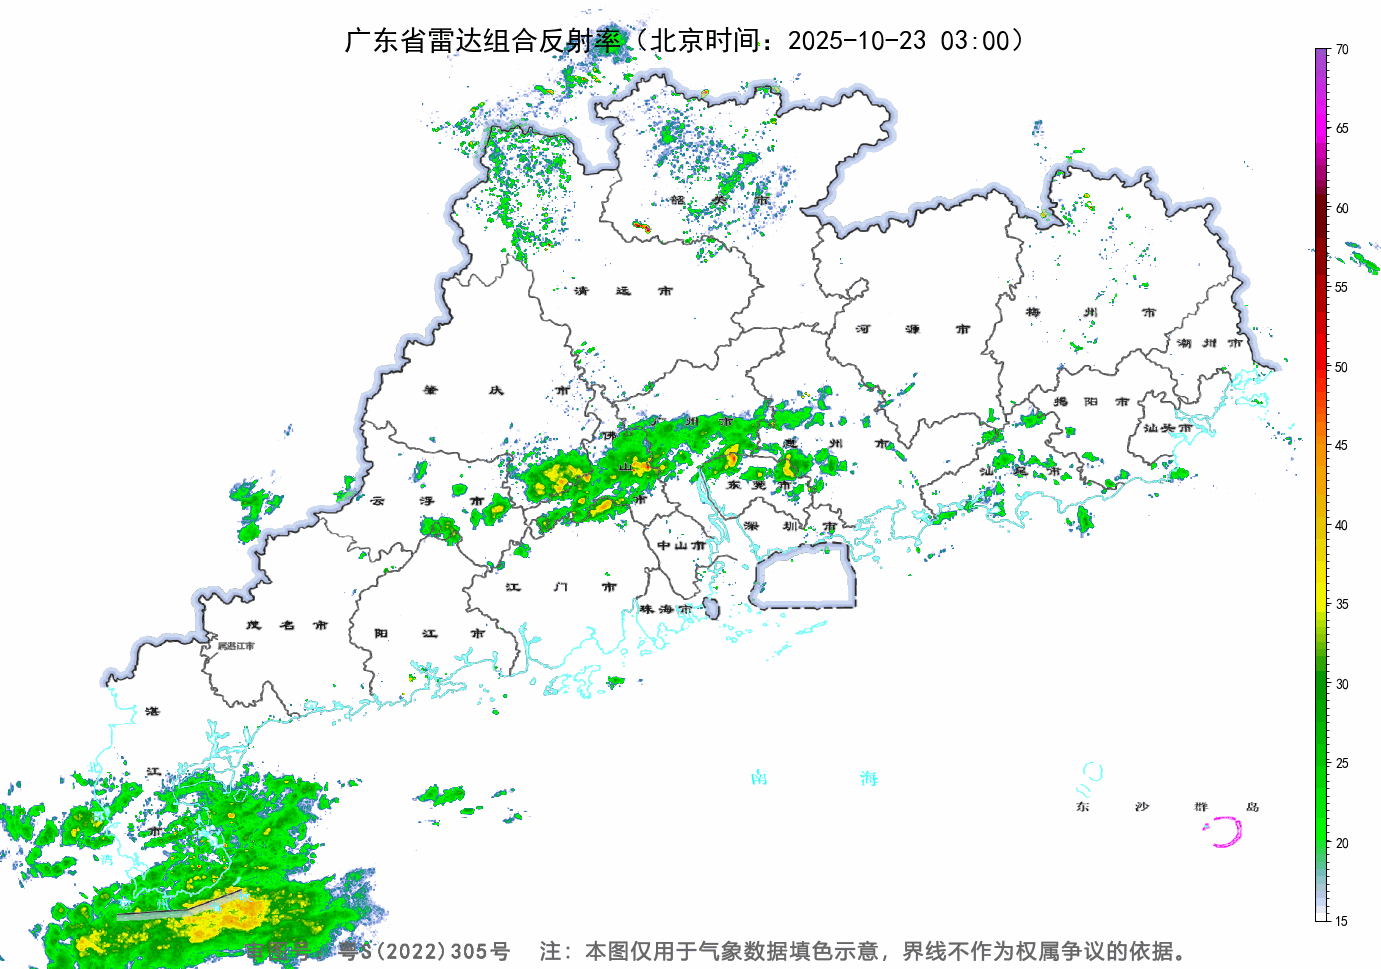 广东省雷达组合反射率（北京时间：2025-10-23 03:00）
70
65
60
55
50
45
40
35
30
25
20
15
韶关市
清远市
河源市
梅州市
潮州市
肇庆市
揭阳市
汕头市
广州市
佛山市
惠州市
汕尾市
云浮市
东莞市
深圳市
中山市
江门市
珠海市
茂名市
阳江市
属湛江市
湛江市
南海
东沙群岛
审图号：粤S(2022)305号 注：本图仅用于气象数据填色示意，界线不作为权属争议的依据。